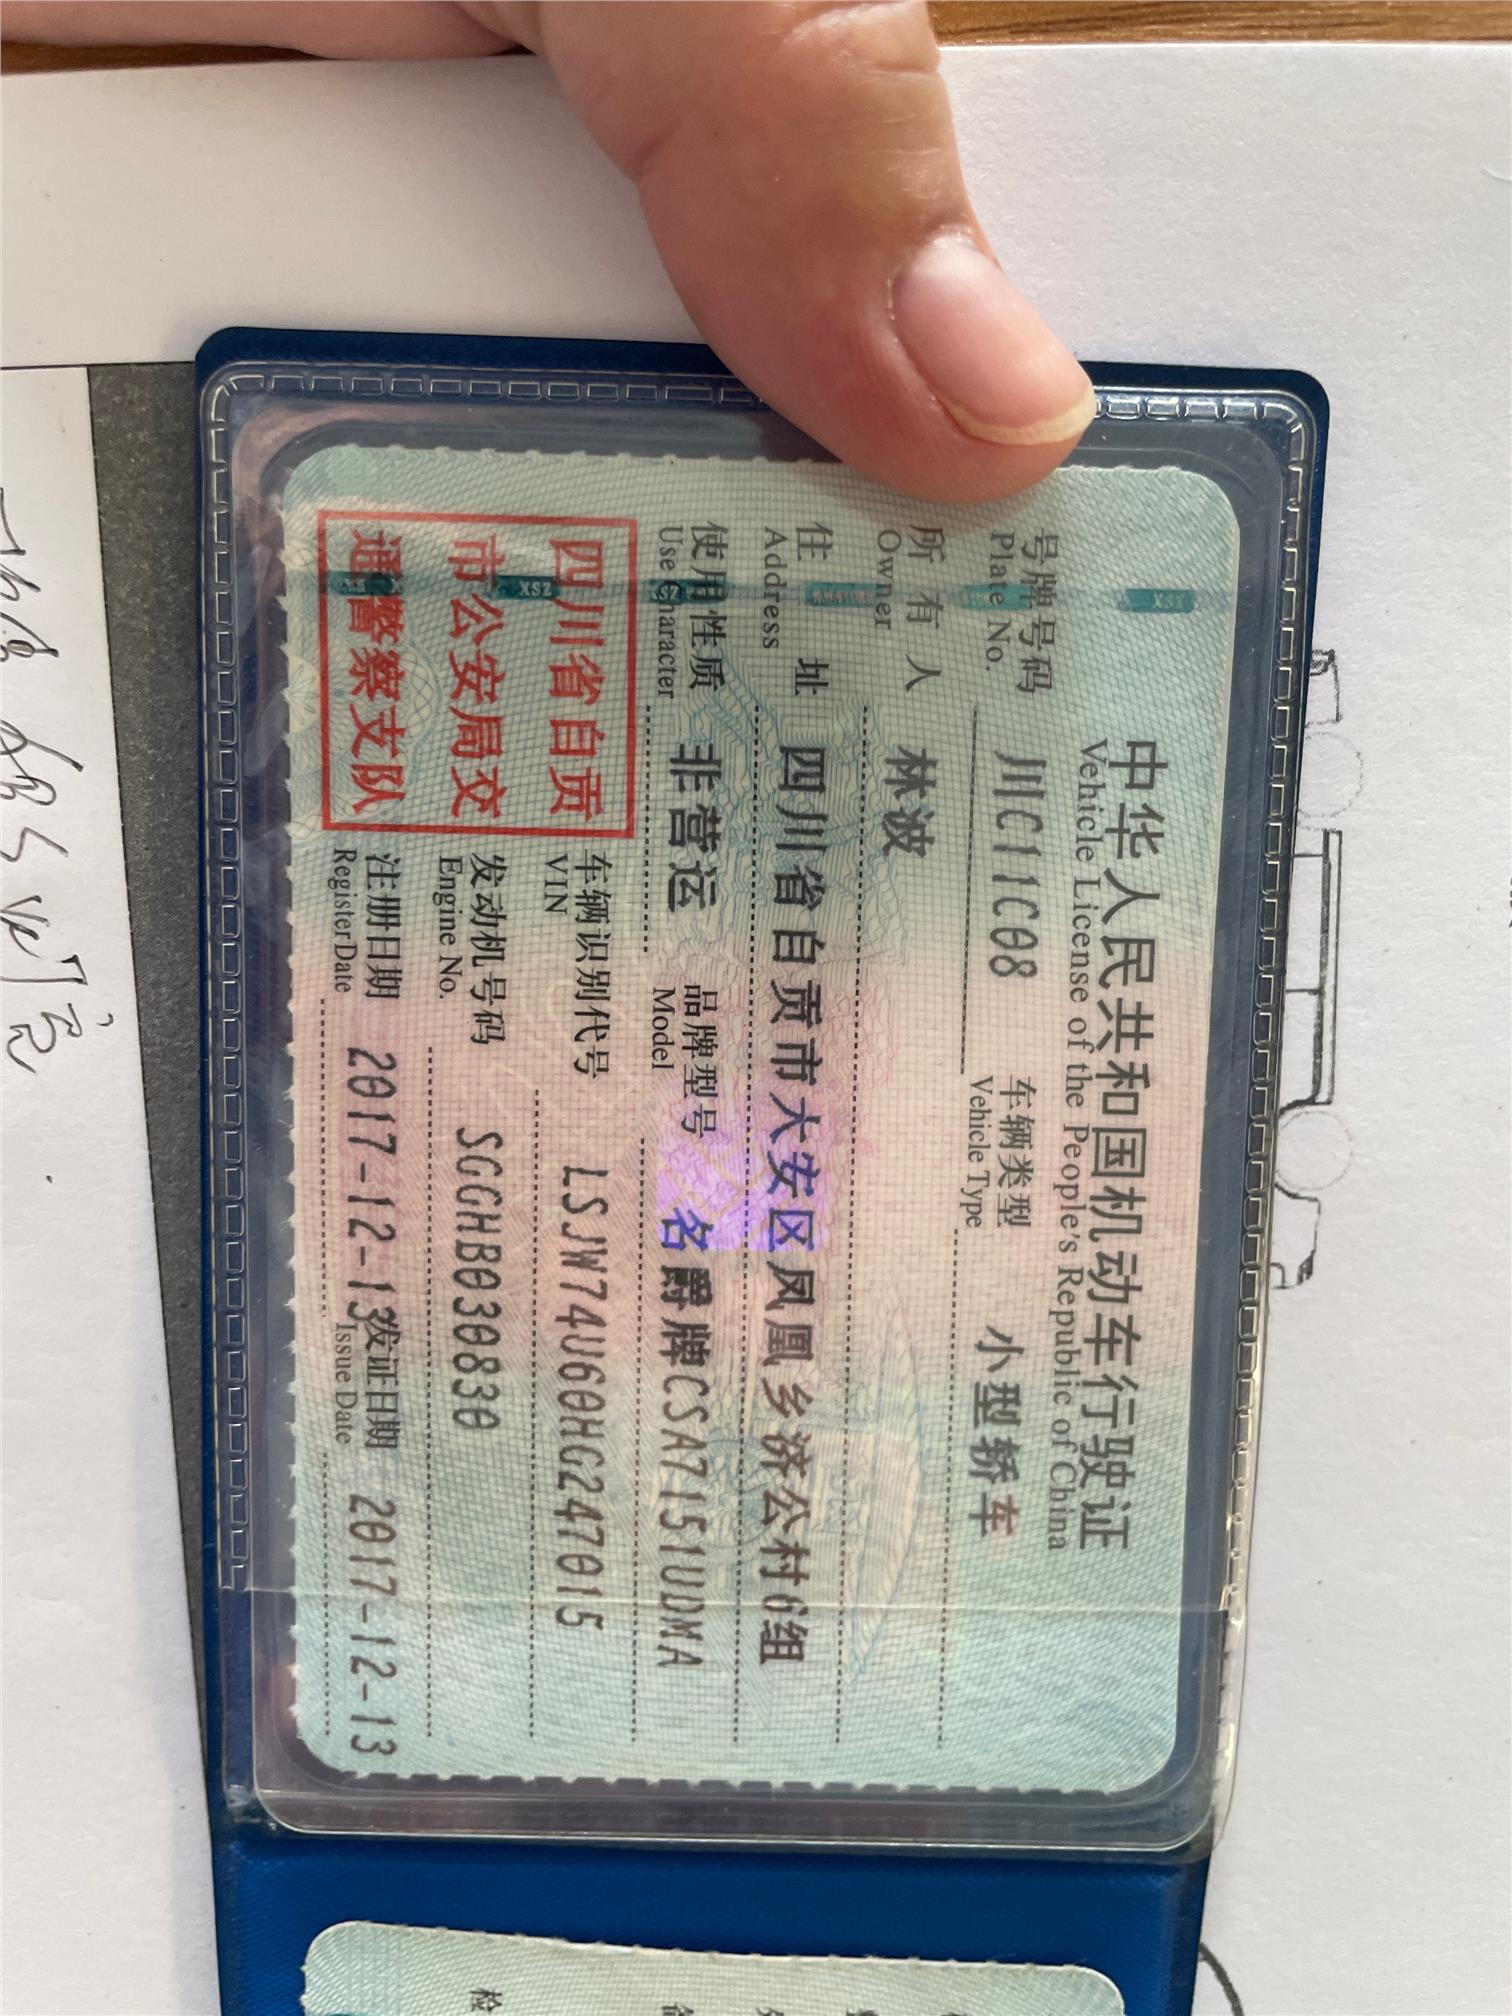 中华人民共和国机动车行驶证
Vehicle License of the People's Republic of China
号牌号码 川C11C08 车辆类型 小型轿车
Plate No. Vehicle Type
所有人 林波
Owner
住址 四川省自贡市大安区凤凰乡济公村6组
Address
使用性质 非营运 品牌型号 名爵牌CSA7151UDMA
Use Character Model
四川省自贡
市公安局交
通警察支队
车辆识别代号 LSJW74U60HG247015
VIN
发动机号码 SGGHB030830
Engine No.
注册日期 2017-12-13 发证日期 2017-12-13
Register Date Issue Date
检